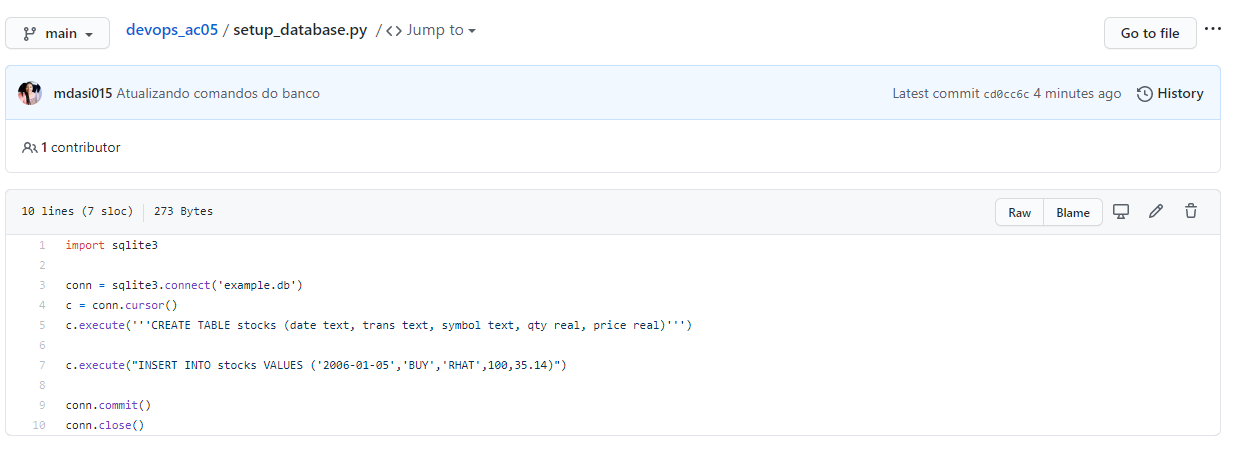 main devops_ac05 / setup_database.py / <> Jump to Go to file ...
mdasi015 Atualizando comandos do banco Latest commit cd0cc6c 4 minutes ago History
1 contributor
10 lines (7 sloc) 273 Bytes Raw Blame
1 import sqlite3
2
3 conn = sqlite3.connect('example.db')
4 c = conn.cursor()
5 c.execute('''CREATE TABLE stocks (date text, trans text, symbol text, qty real, price real)''')
6
7 c.execute("INSERT INTO stocks VALUES ('2006-01-05','BUY','RHAT',100,35.14)")
8
9 conn.commit()
10 conn.close()